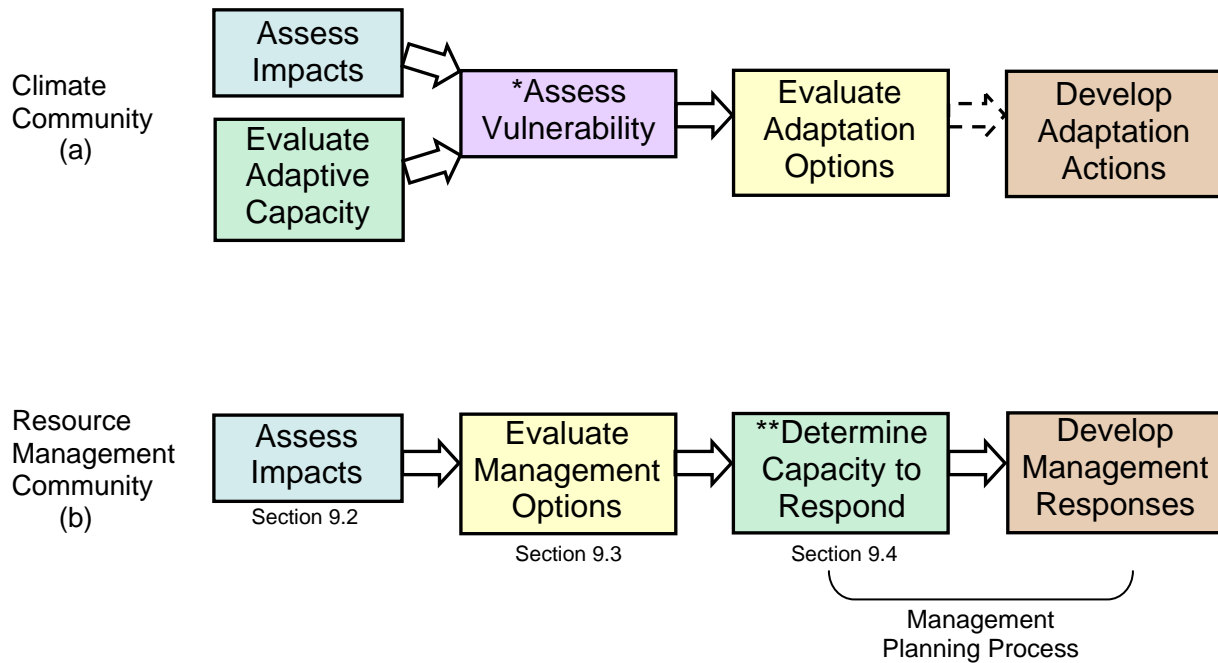 Climate
Community
(a)
Assess
Impacts
Evaluate
Adaptive
Capacity
*Assess
Vulnerability
Evaluate
Adaptation
Options
Develop
Adaptation
Actions
Resource
Management
Community
(b)
Assess
Impacts
Section 9.2
Evaluate
Management
Options
Section 9.3
**Determine
Capacity to
Respond
Section 9.4
Develop
Management
Responses
Management
Planning Process